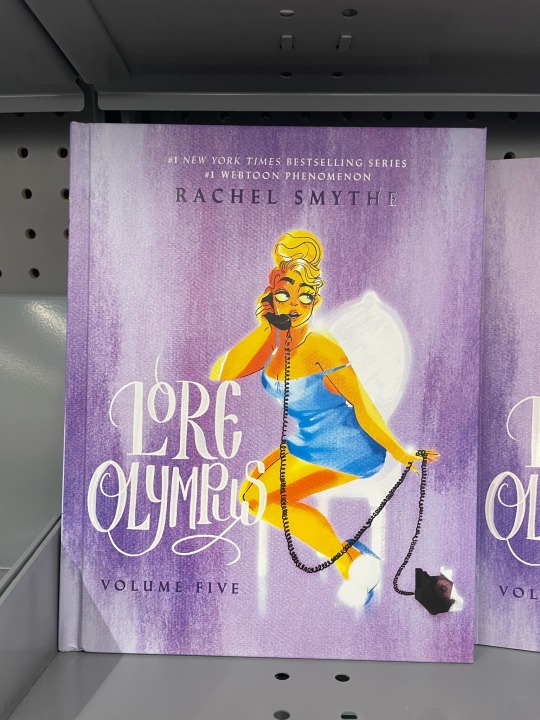 #1 NEW YORK TIMES BESTSELLING SERIES
#1 WEBTOON PHENOMENON
RACHEL SMYTHE
LORE
OLYMPUS
VOLUME FIVE